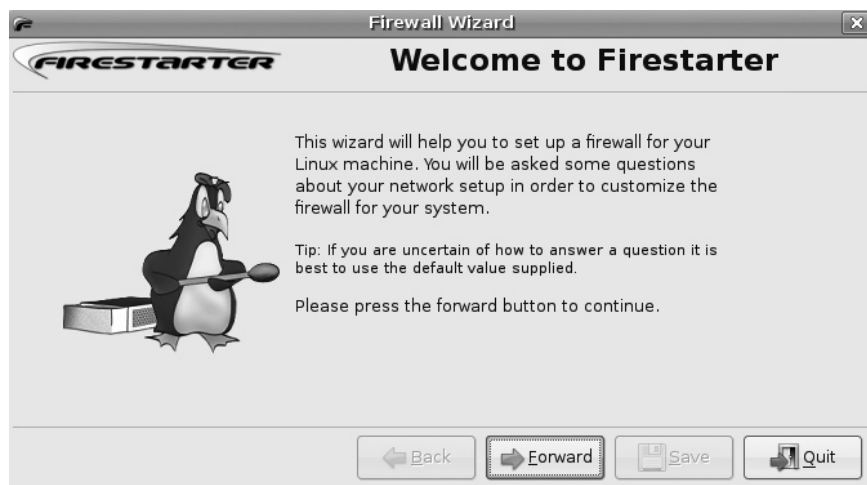 Firewall Wizard
FIRESTARTER
Welcome to Firestarter
This wizard will help you to set up a firewall for your
Linux machine. You will be asked some questions
about your network setup in order to customize the
firewall for your system.
Tip: If you are uncertain of how to answer a question it is
best to use the default value supplied.
Please press the forward button to continue.
Back
Forward
Save
Quit